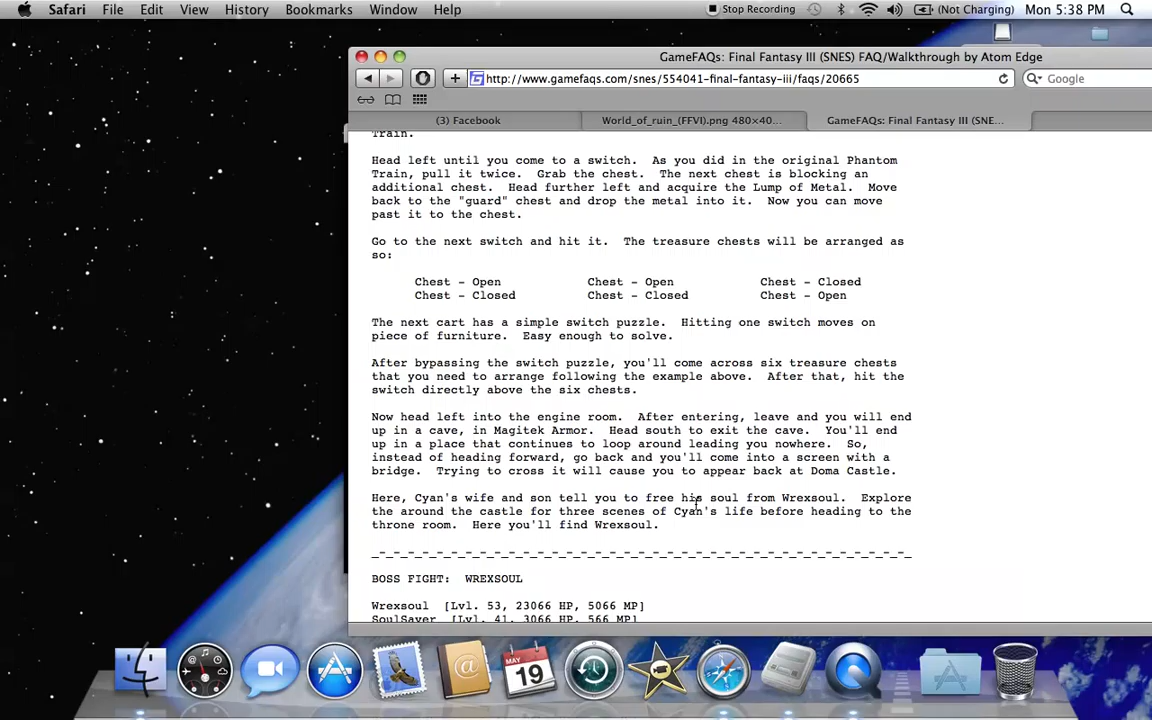 Safari File Edit View History Bookmarks Window Help Stop Recording (Not Charging) Mon 5:38 PM
GameFAQs: Final Fantasy III (SNES) FAQ/Walkthrough by Atom Edge
http://www.gamefaqs.com/snes/554041-final-fantasy-iii/faqs/20665 Google
(3) Facebook World_of_ruin_(FFVI).png 480×40... GameFAQs: Final Fantasy III (SNE...
Train.
Head left until you come to a switch. As you did in the original Phantom
Train, pull it twice. Grab the chest. The next chest is blocking an
additional chest. Head further left and acquire the Lump of Metal. Move
back to the "guard" chest and drop the metal into it. Now you can move
past it to the chest.
Go to the next switch and hit it. The treasure chests will be arranged as
so:
Chest - Open Chest - Open Chest - Closed
Chest - Closed Chest - Closed Chest - Open
The next cart has a simple switch puzzle. Hitting one switch moves on
piece of furniture. Easy enough to solve.
After bypassing the switch puzzle, you'll come across six treasure chests
that you need to arrange following the example above. After that, hit the
switch directly above the six chests.
Now head left into the engine room. After entering, leave and you will end
up in a cave, in Magitek Armor. Head south to exit the cave. You'll end
up in a place that continues to loop around leading you nowhere. So,
instead of heading forward, go back and you'll come into a screen with a
bridge. Trying to cross it will cause you to appear back at Doma Castle.
Here, Cyan's wife and son tell you to free his soul from Wrexsoul. Explore
the around the castle for three scenes of Cyan's life before heading to the
throne room. Here you'll find Wrexsoul.
BOSS FIGHT: WREXSOUL
Wrexsoul [Lvl. 53, 23066 HP, 5066 MP]
SoulSaver [Lvl. 41, 3066 HP, 566 MP]
MAY
19